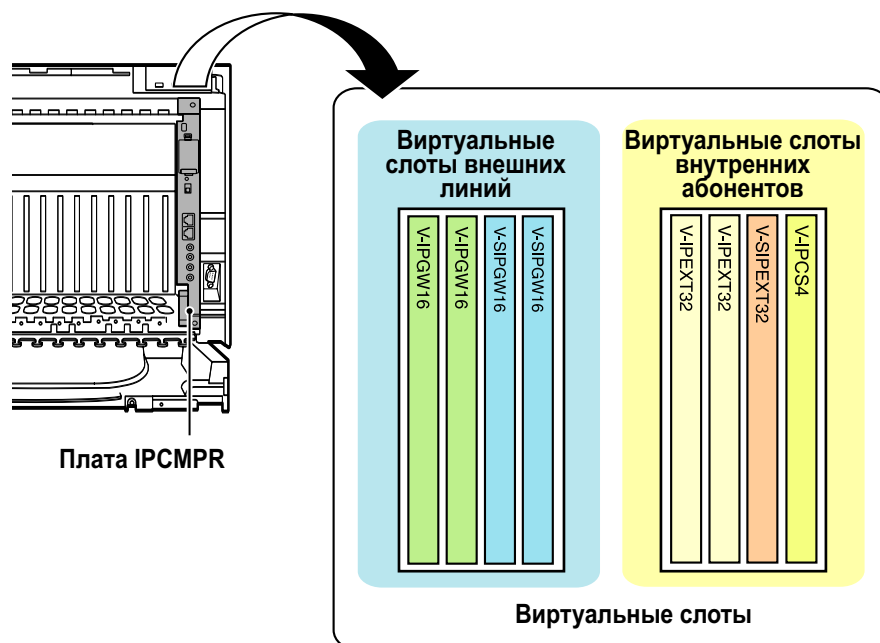 Виртуальные
слоты внешних
линий
Виртуальные слоты
внутренних
абонентов
V-IPGW16
V-IPGW16
V-SIPGW16
V-SIPGW16
V-IPEXT32
V-IPEXT32
V-SIPEXT32
V-IPCS4
Плата IPCMPR
Виртуальные слоты